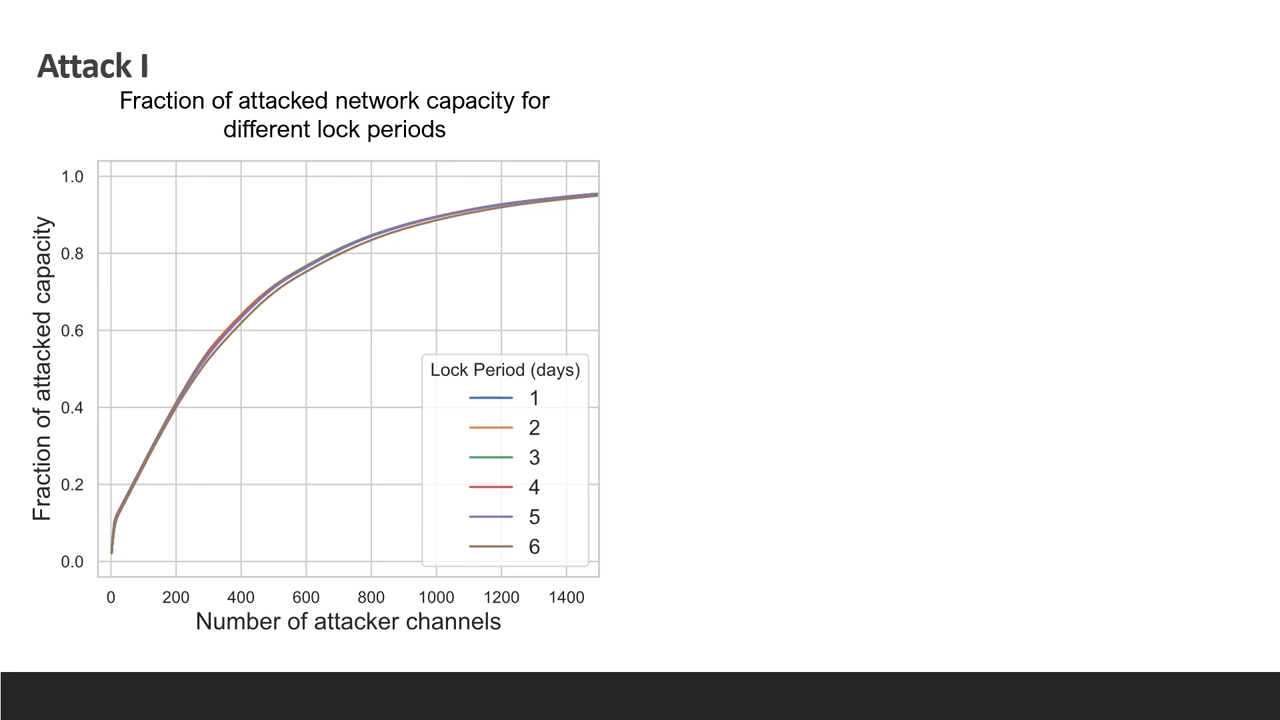 Attack I
Fraction of attacked network capacity for
different lock periods
1.0
0.8
0.6
0.4
0.2
0.0
Fraction of attacked capacity
Lock Period (days)
1
2
3
4
5
6
0 200 400 600 800 1000 1200 1400
Number of attacker channels